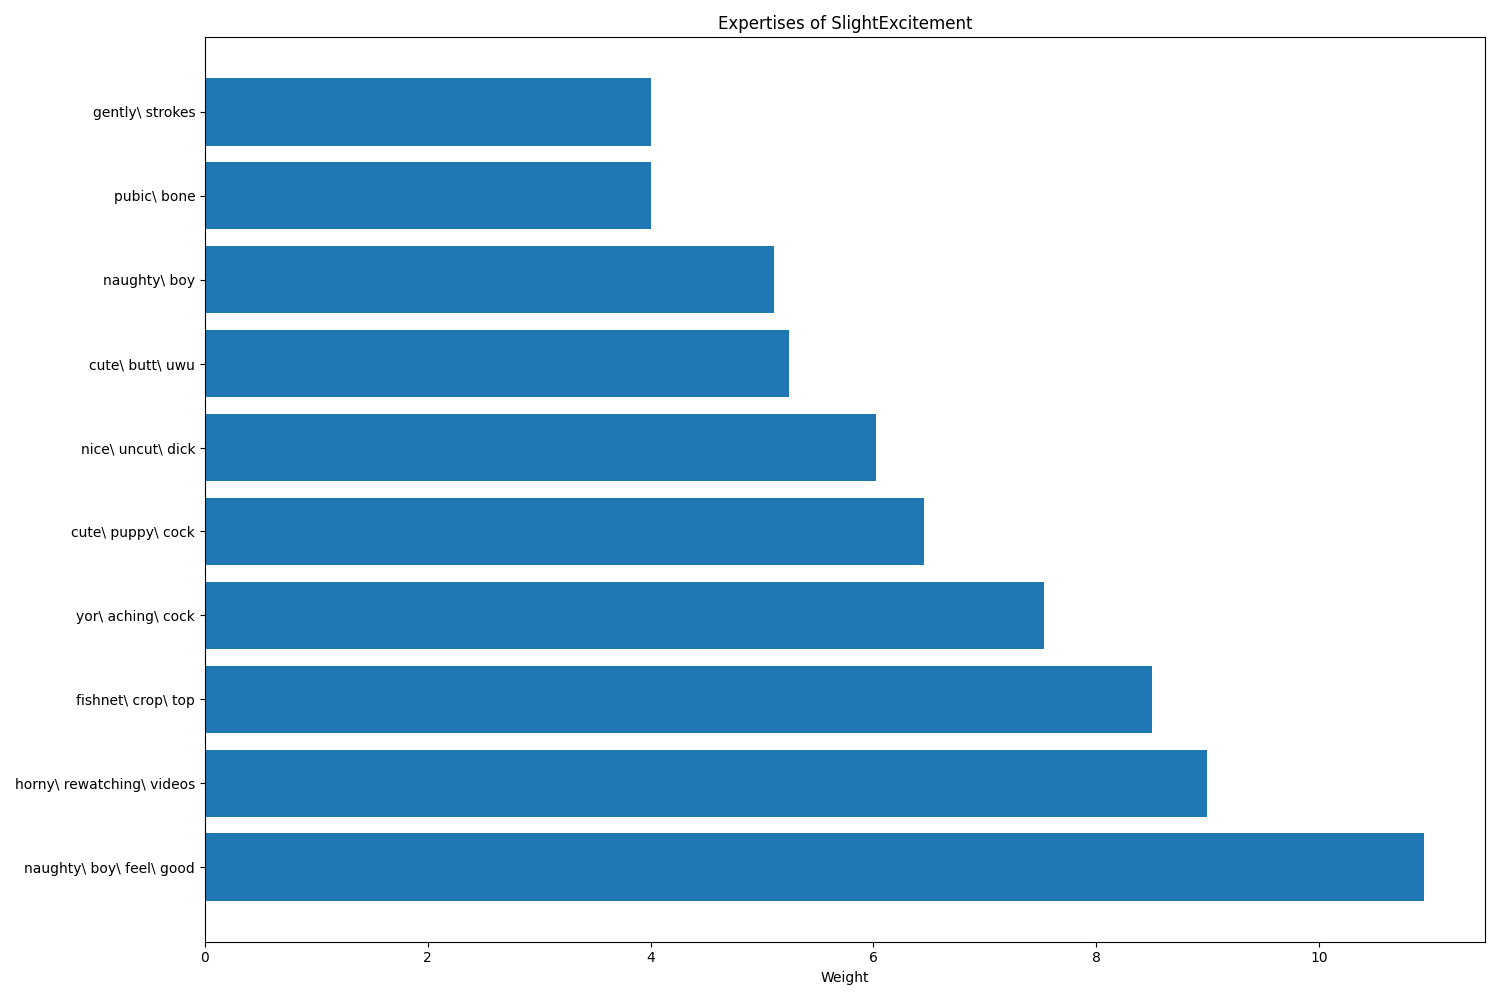 Expertises of SlightExcitement
gently\ strokes
pubic\ bone
naughty\ boy
cute\ butt\ uwu
nice\ uncut\ dick
cute\ puppy\ cock
yor\ aching\ cock
fishnet\ crop\ top
horny\ rewatching\ videos
naughty\ boy\ feel\ good
0 2 4 6 8 10
Weight